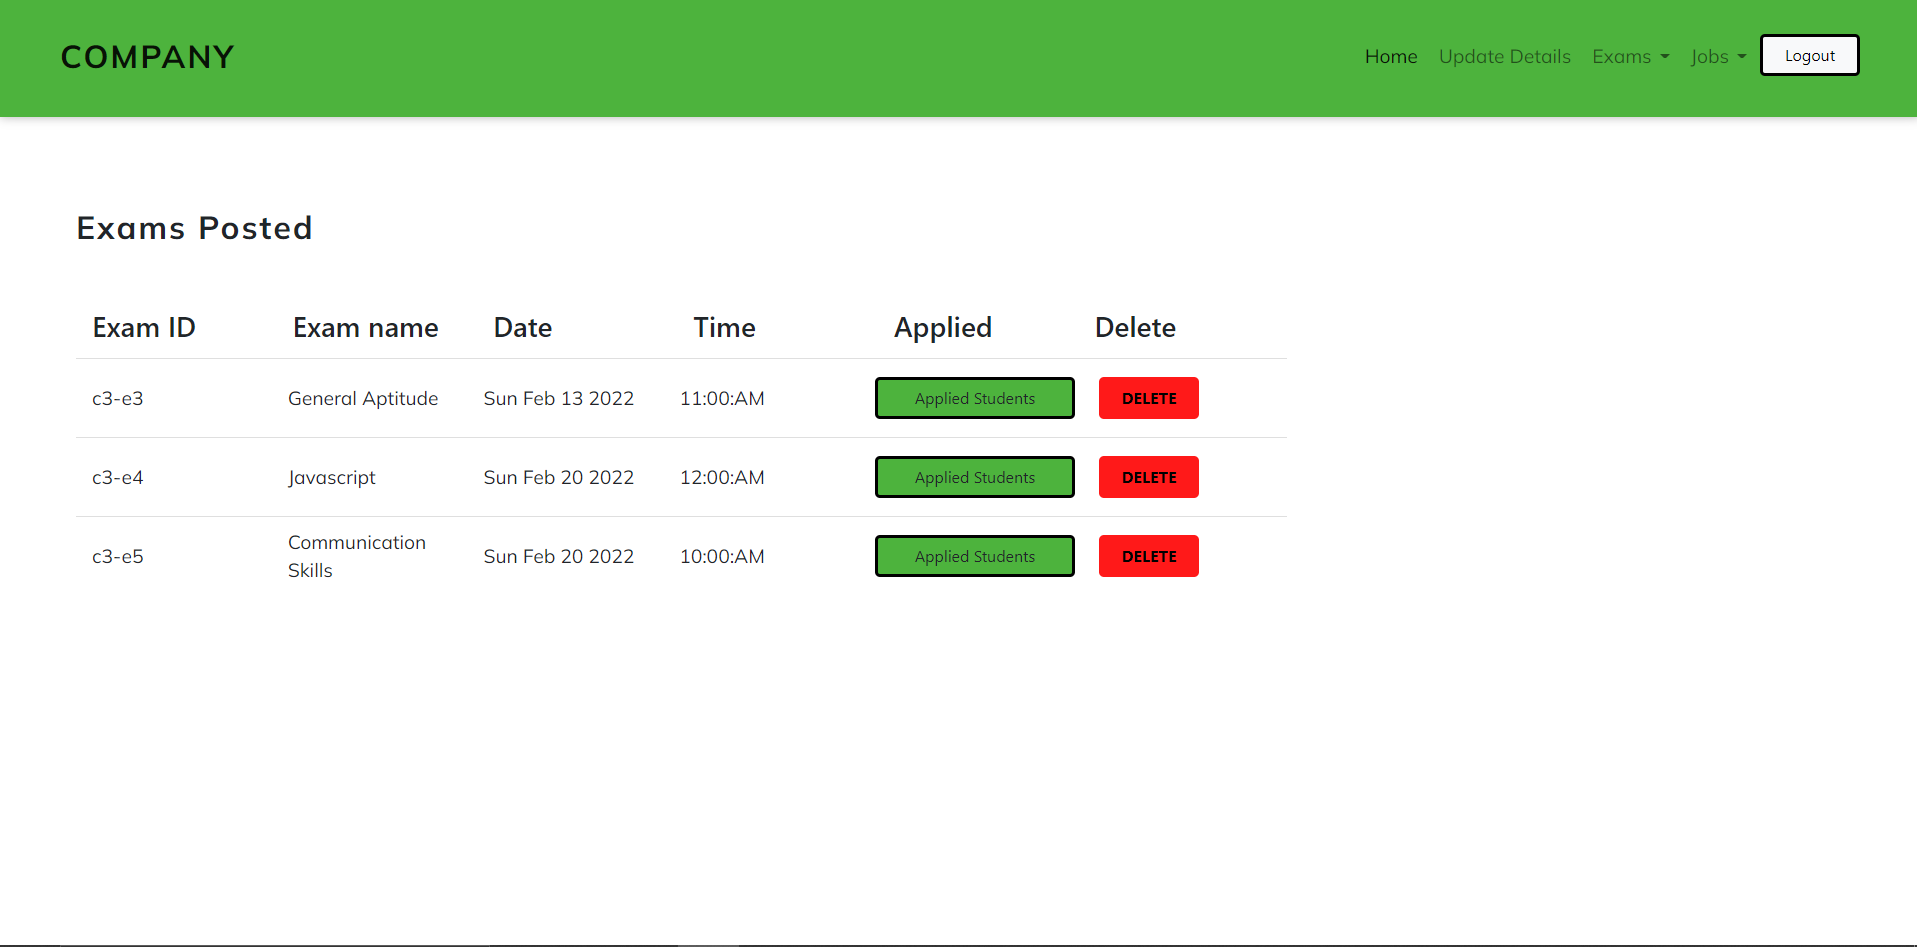 COMPANY
Home Update Details Exams Jobs Logout
Exams Posted
Exam ID Exam name Date Time Applied Delete
c3-e3 General Aptitude Sun Feb 13 2022 11:00:AM Applied Students DELETE
c3-e4 Javascript Sun Feb 20 2022 12:00:AM Applied Students DELETE
c3-e5 Communication Skills Sun Feb 20 2022 10:00:AM Applied Students DELETE